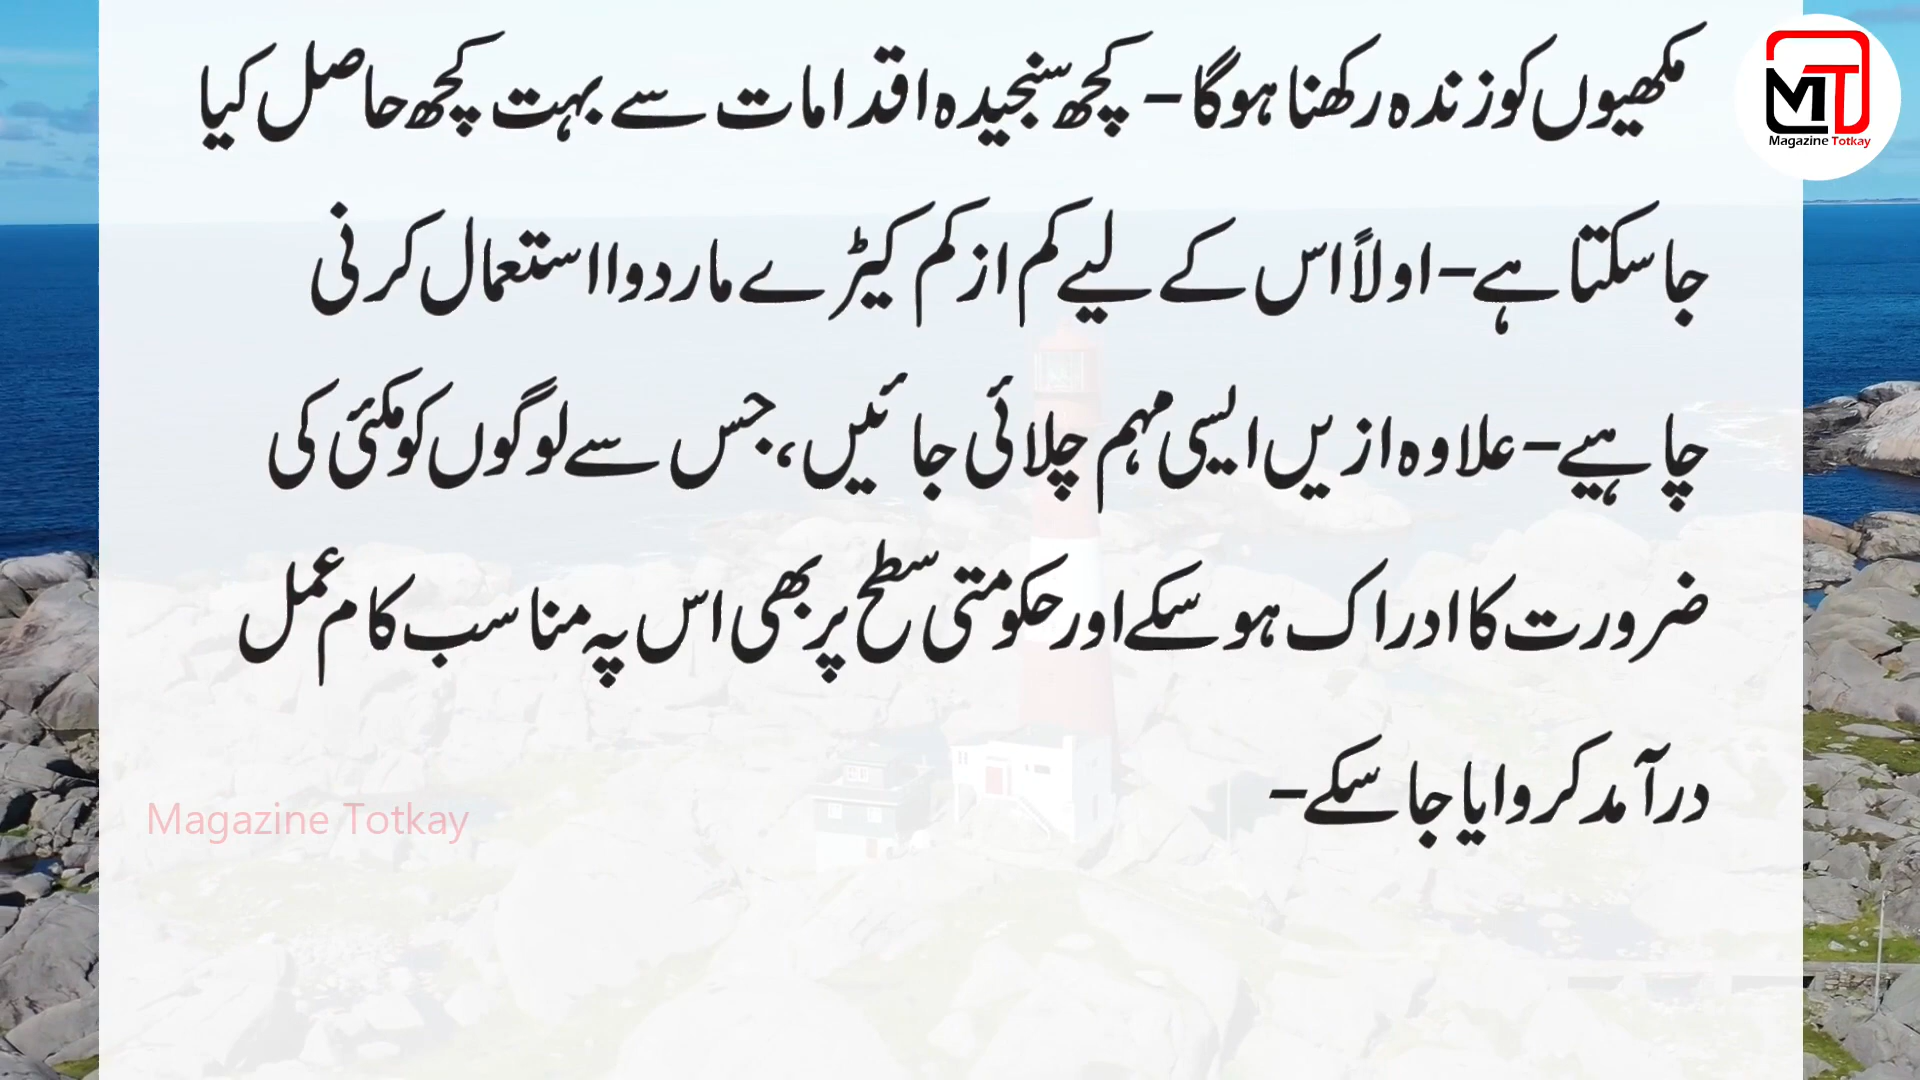 مکھیوں کو زندہ رکھنا ہوگا - کچھ سنجیدہ اقدامات سے بہت کچھ حاصل کیا
جا سکتا ہے - اولاً اس کے لیے کم از کم کیڑے مار دوا استعمال کرنی
چاہیے - علاوہ ازیں ایسی مہم چلائی جائیں، جس سے لوگوں کو مکئی کی
ضرورت کا ادراک ہو سکے اور حکومتی سطح پر بھی اس پہ مناسب کام عمل
درآمد کروایا جا سکے -
MT
Magazine Totkay
Magazine Totkay